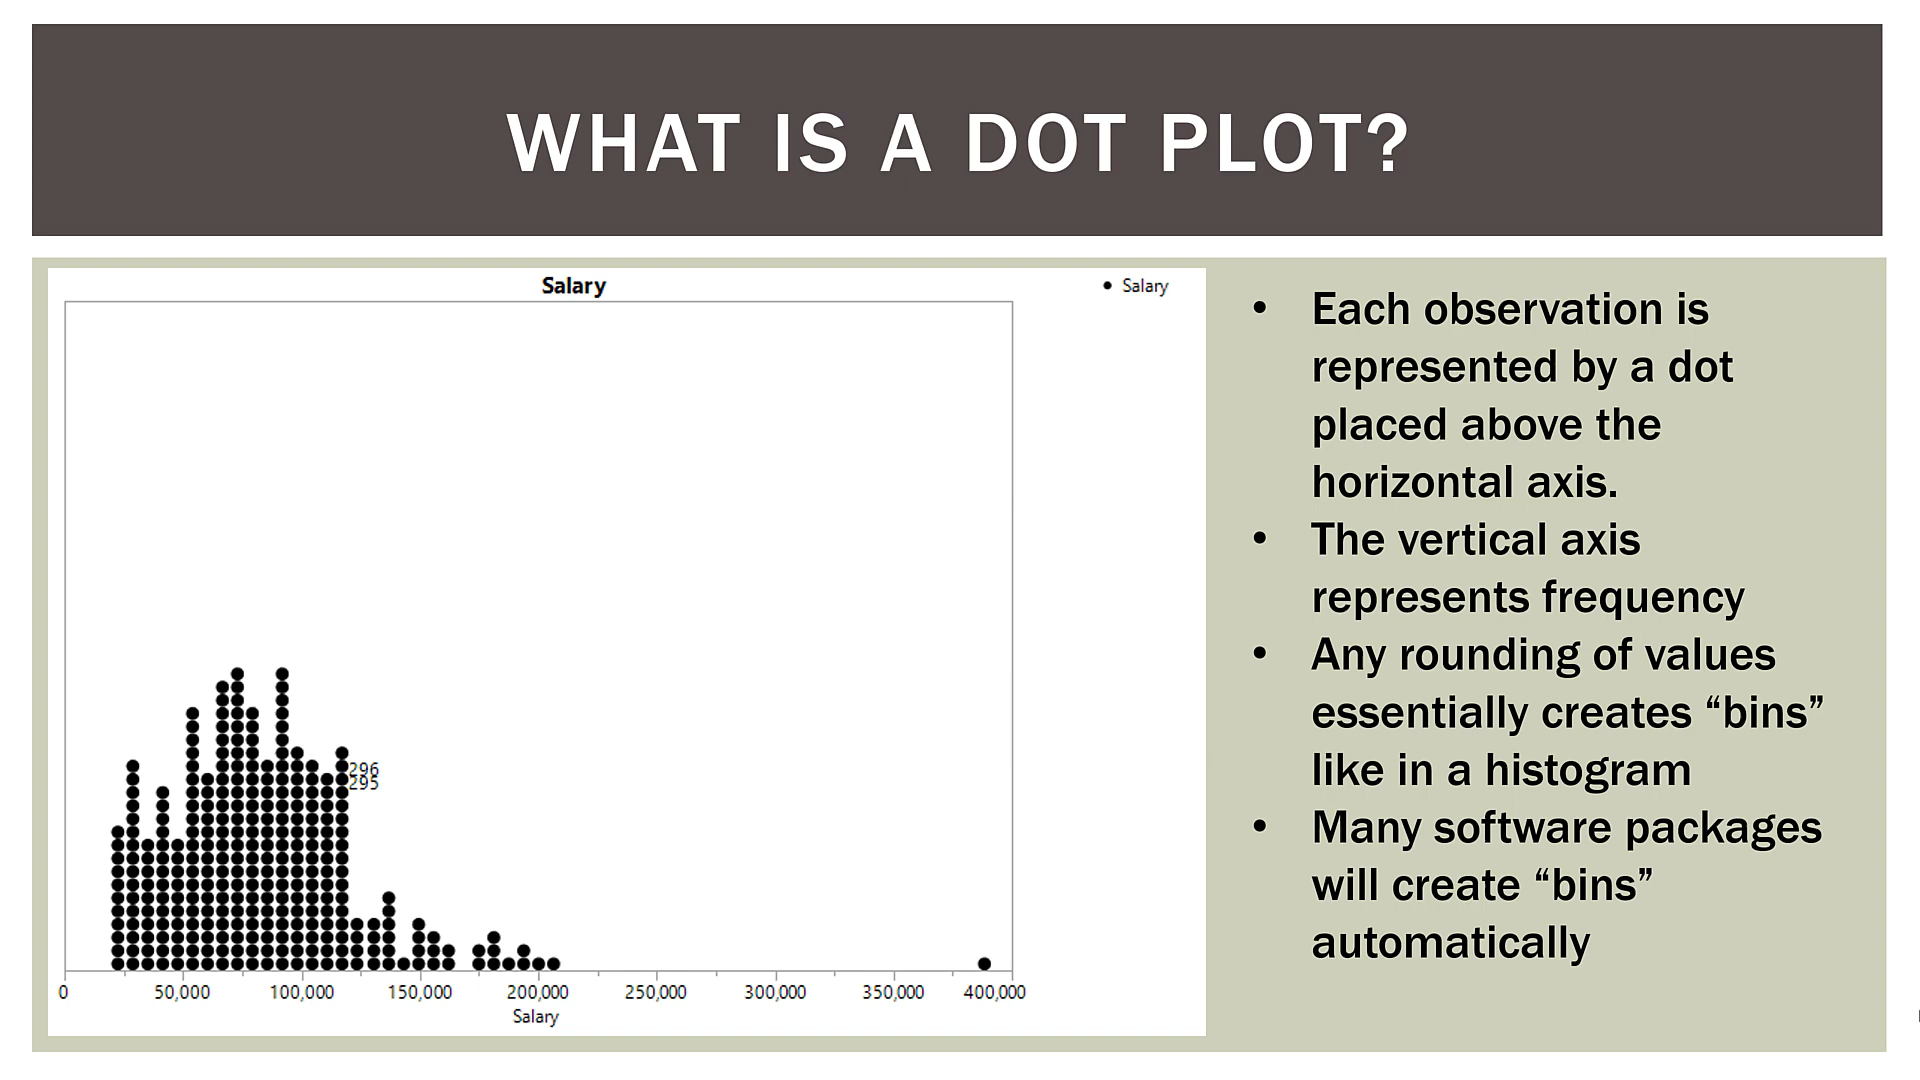 WHAT IS A DOT PLOT?
Salary
Salary
296
295
0 50,000 100,000 150,000 200,000 250,000 300,000 350,000 400,000
Salary
• Each observation is
represented by a dot
placed above the
horizontal axis.
• The vertical axis
represents frequency
• Any rounding of values
essentially creates “bins”
like in a histogram
• Many software packages
will create “bins”
automatically